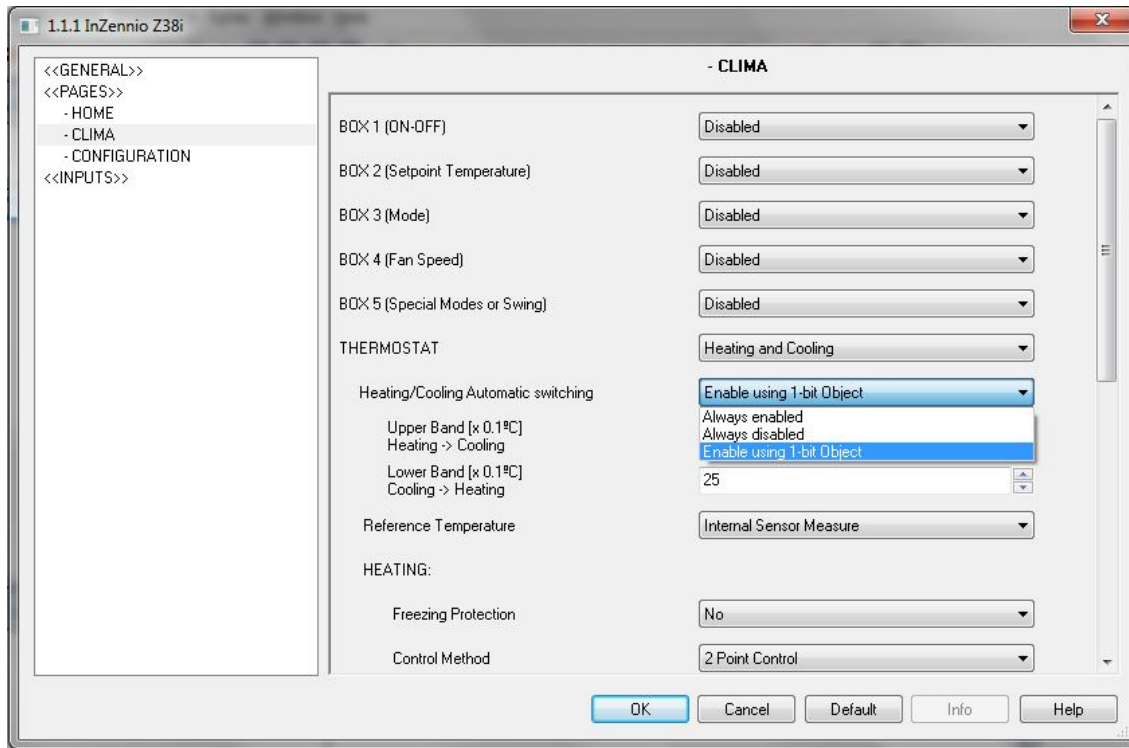 1.1.1 InZennio Z38i
<<GENERAL>>
<<PAGES>>
- HOME
- CLIMA
- CONFIGURATION
<<INPUTS>>
- CLIMA
BOX 1 (ON-OFF) Disabled
BOX 2 (Setpoint Temperature) Disabled
BOX 3 (Mode) Disabled
BOX 4 (Fan Speed) Disabled
BOX 5 (Special Modes or Swing) Disabled
THERMOSTAT Heating and Cooling
Heating/Cooling Automatic switching Enable using 1-bit Object
Always enabled
Always disabled
Enable using 1-bit Object
Upper Band [x 0.1ºC]
Heating -> Cooling
Lower Band [x 0.1ºC]
Cooling -> Heating
25
Reference Temperature Internal Sensor Measure
HEATING:
Freezing Protection No
Control Method 2 Point Control
OK Cancel Default Info Help